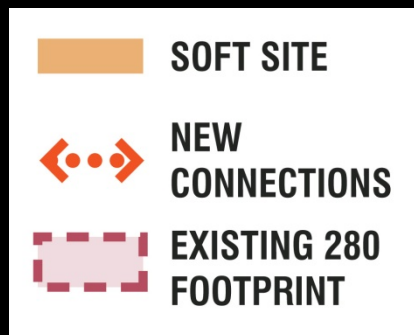 SOFT SITE
NEW
CONNECTIONS
EXISTING 280
FOOTPRINT